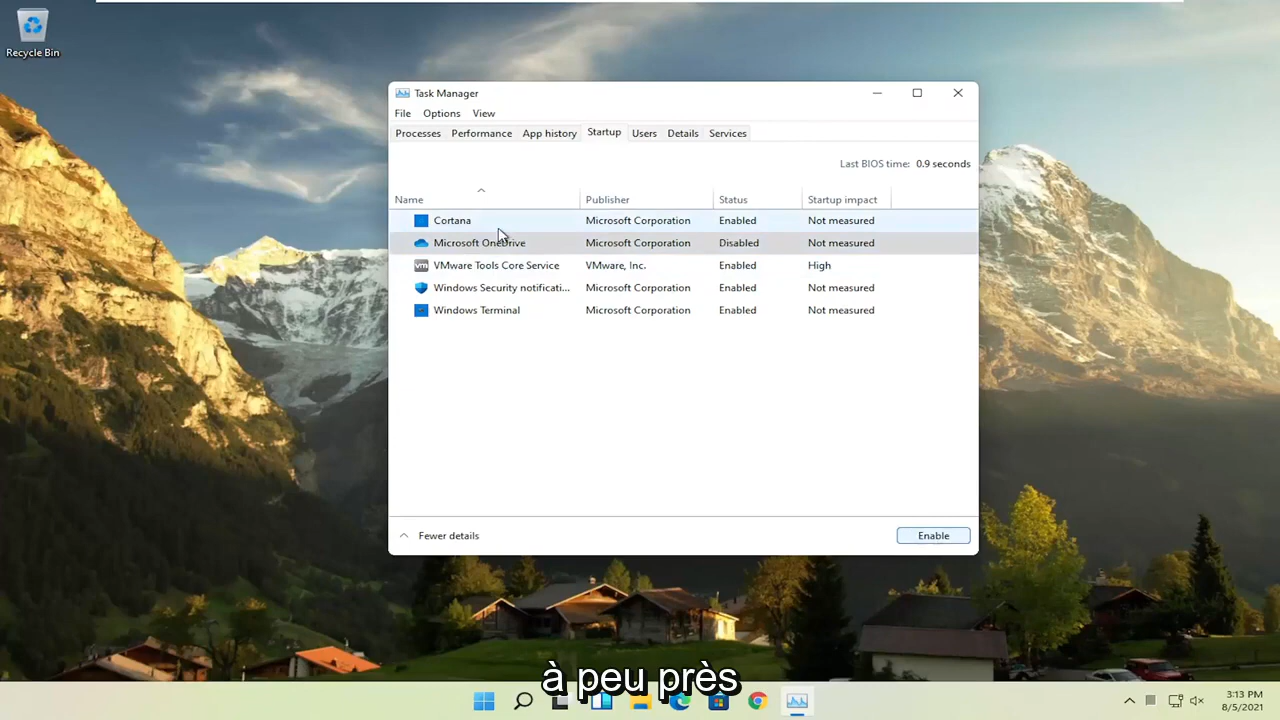 Recycle Bin
Task Manager
File Options View
Processes Performance App history Startup Users Details Services
Last BIOS time: 0.9 seconds
Name Publisher Status Startup impact
Cortana Microsoft Corporation Enabled Not measured
Microsoft OneDrive Microsoft Corporation Disabled Not measured
vm VMware Tools Core Service VMware, Inc. Enabled High
Windows Security notificati... Microsoft Corporation Enabled Not measured
Windows Terminal Microsoft Corporation Enabled Not measured
Fewer details Enable
à peu près
3:13 PM
8/5/2021